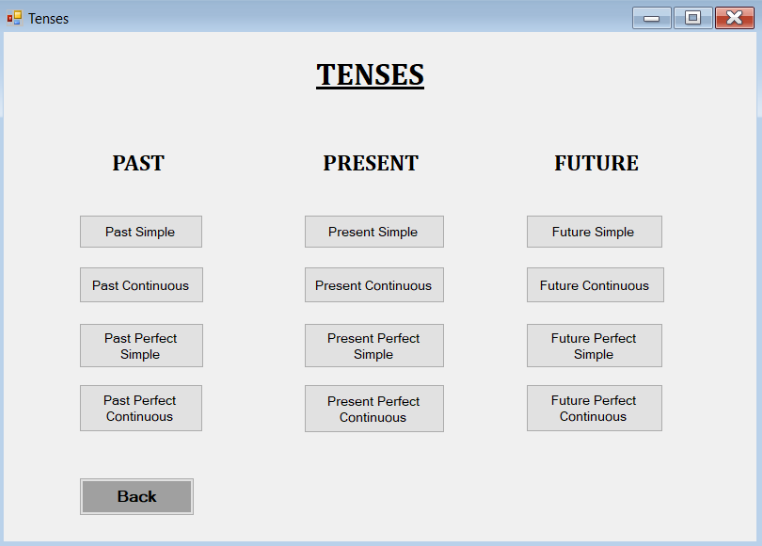 Tenses
TENSES
PAST
PRESENT
FUTURE
Past Simple
Present Simple
Future Simple
Past Continuous
Present Continuous
Future Continuous
Past Perfect
Simple
Present Perfect
Simple
Future Perfect
Simple
Past Perfect
Continuous
Present Perfect
Continuous
Future Perfect
Continuous
Back